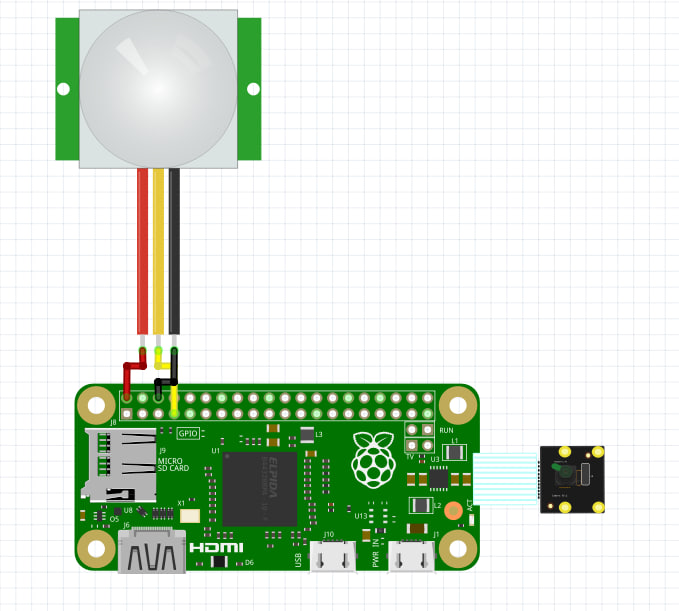 J8
GPIO
J9
MICRO
SD CARD
U1
L3
ELPIDA
RUN
TV
U3
L1
X1
U8
O5
U13
L2
ACT
J6
HDMI
D6
USB
J10
PWR IN
J1